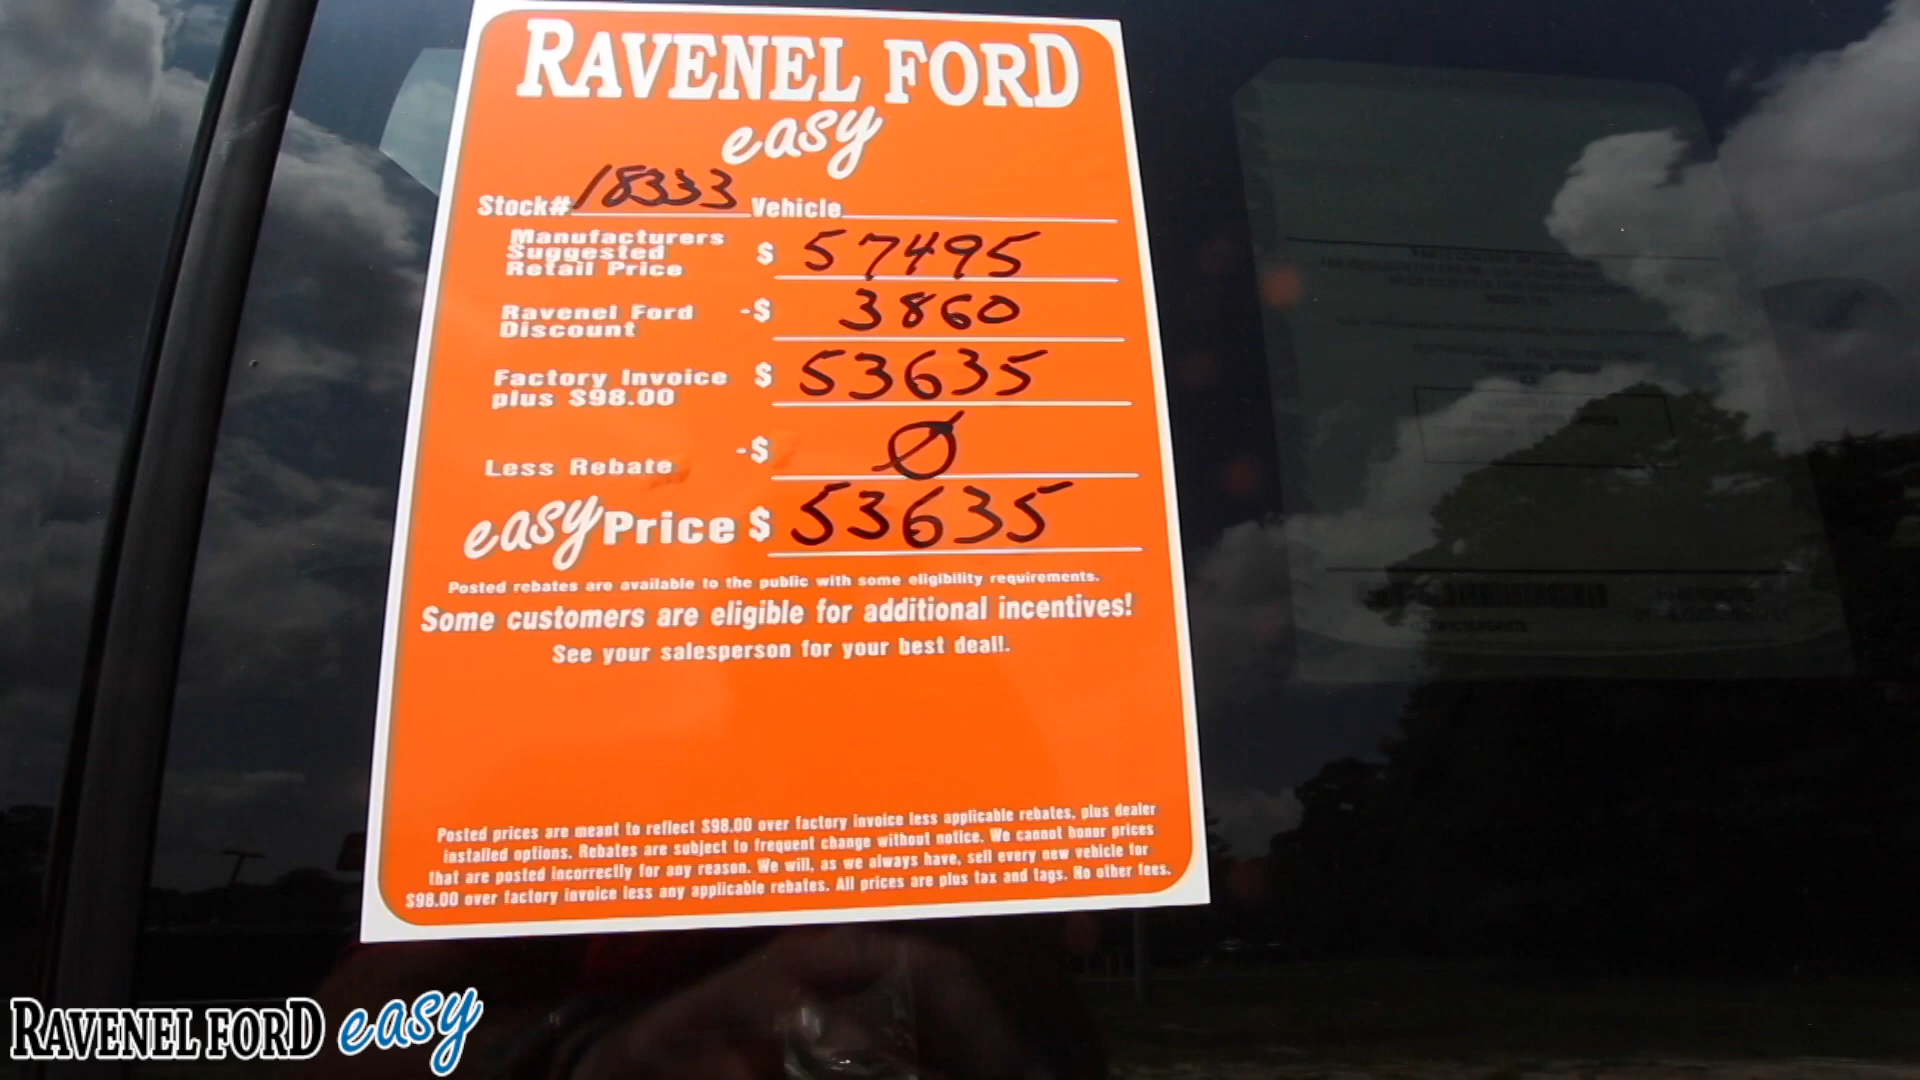 RAVENEL FORD
easy
Stock# 18333 Vehicle
Manufacturers
Suggested
Retail Price $ 57495
Ravenel Ford
Discount -$ 3860
Factory Invoice
plus $98.00 $ 53635
Less Rebate -$ Ø
easy Price $ 53635
Posted rebates are available to the public with some eligibility requirements.
Some customers are eligible for additional incentives!
See your salesperson for your best deal!.
Posted prices are meant to reflect $98.00 over factory invoice less applicable rebates, plus dealer
installed options. Rebates are subject to frequent change without notice. We cannot honor prices
that are posted incorrectly for any reason. We will, as we always have, sell every new vehicle for
$98.00 over factory invoice less any applicable rebates. All prices are plus tax and tags. No other fees.
RAVENEL FORD easy